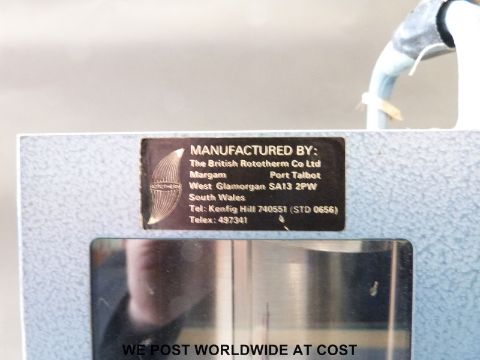 MANUFACTURED BY:
The British Rototherm Co Ltd
Margam Port Talbot
West Glamorgan SA13 2PW
South Wales
Tel: Kenfig Hill 740551 (STD 0656)
Telex: 497341
ROTOTHERM
WE POST WORLDWIDE AT COST